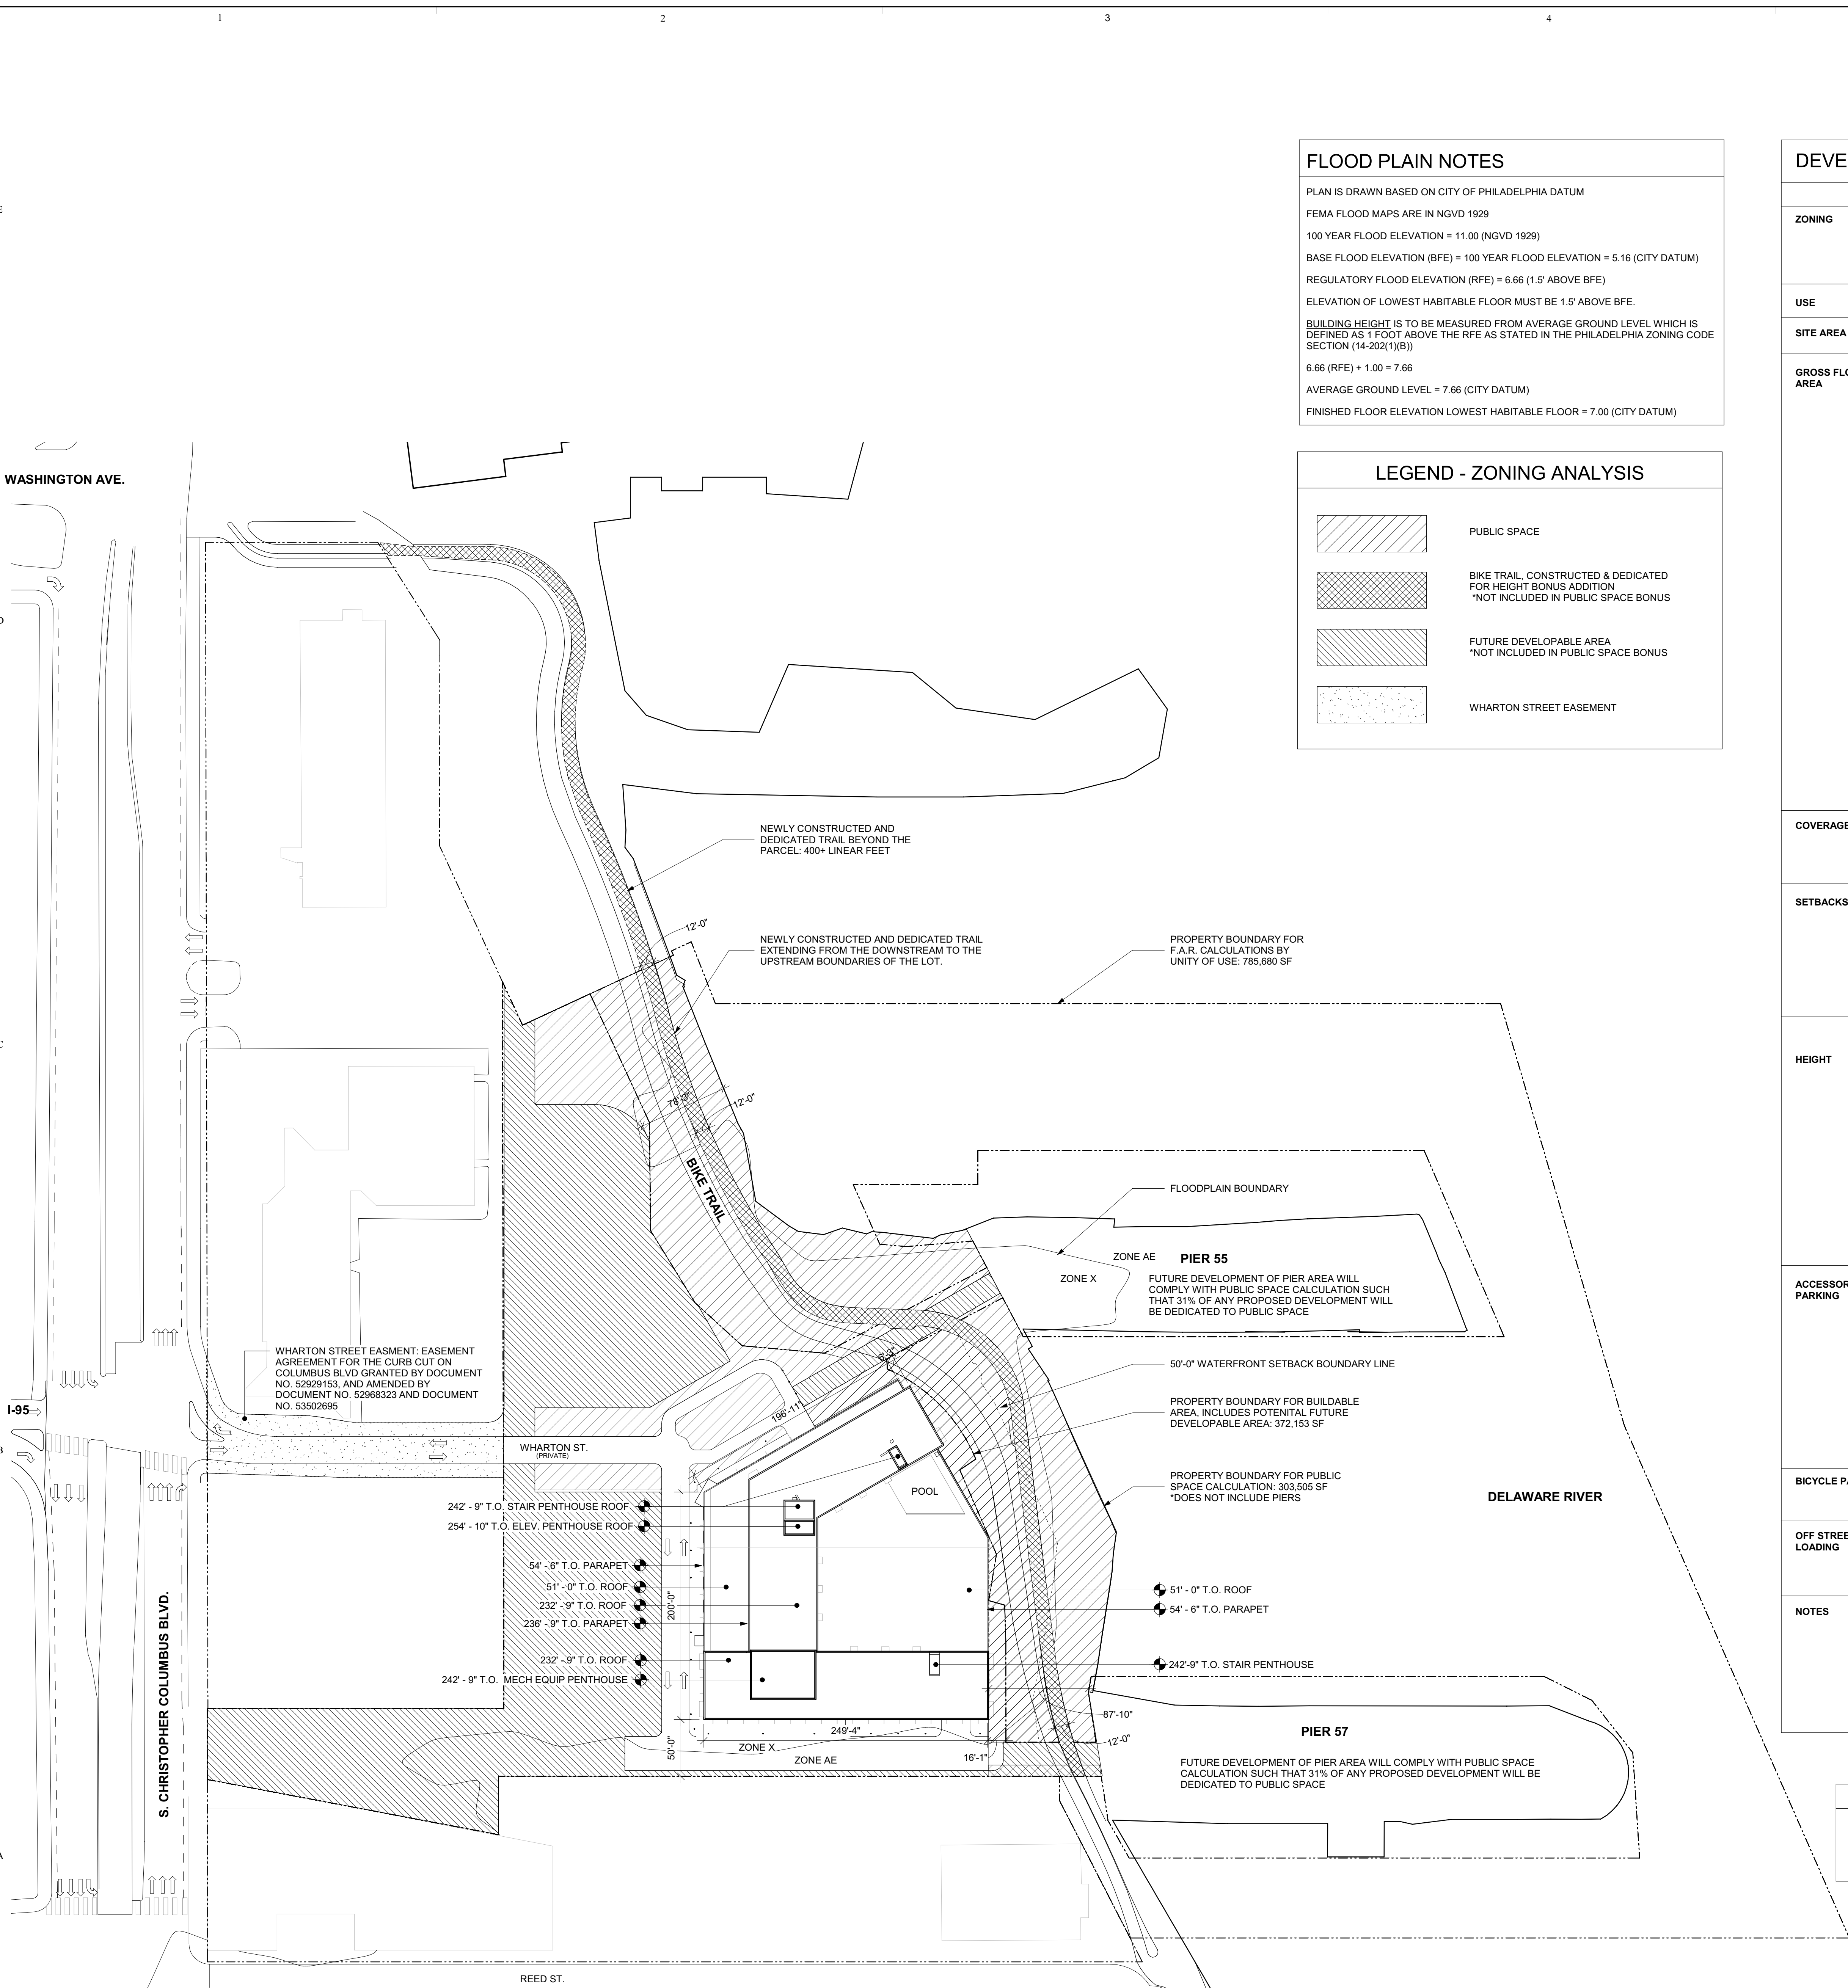 1
2
3
4
E
D
C
B
A
FLOOD PLAIN NOTES
PLAN IS DRAWN BASED ON CITY OF PHILADELPHIA DATUM
FEMA FLOOD MAPS ARE IN NGVD 1929
100 YEAR FLOOD ELEVATION = 11.00 (NGVD 1929)
BASE FLOOD ELEVATION (BFE) = 100 YEAR FLOOD ELEVATION = 5.16 (CITY DATUM)
REGULATORY FLOOD ELEVATION (RFE) = 6.66 (1.5' ABOVE BFE)
ELEVATION OF LOWEST HABITABLE FLOOR MUST BE 1.5' ABOVE BFE.
BUILDING HEIGHT IS TO BE MEASURED FROM AVERAGE GROUND LEVEL WHICH IS
DEFINED AS 1 FOOT ABOVE THE RFE AS STATED IN THE PHILADELPHIA ZONING CODE
SECTION (14-202(1)(B))
6.66 (RFE) + 1.00 = 7.66
AVERAGE GROUND LEVEL = 7.66 (CITY DATUM)
FINISHED FLOOR ELEVATION LOWEST HABITABLE FLOOR = 7.00 (CITY DATUM)
LEGEND - ZONING ANALYSIS
PUBLIC SPACE
BIKE TRAIL, CONSTRUCTED & DEDICATED
FOR HEIGHT BONUS ADDITION
*NOT INCLUDED IN PUBLIC SPACE BONUS
FUTURE DEVELOPABLE AREA
*NOT INCLUDED IN PUBLIC SPACE BONUS
WHARTON STREET EASEMENT
DEVE
ZONING
USE
SITE AREA
GROSS FLO
AREA
COVERAGE
SETBACKS
HEIGHT
ACCESSOR
PARKING
BICYCLE PA
OFF STREE
LOADING
NOTES
WASHINGTON AVE.
NEWLY CONSTRUCTED AND
DEDICATED TRAIL BEYOND THE
PARCEL: 400+ LINEAR FEET
12'-0"
NEWLY CONSTRUCTED AND DEDICATED TRAIL
EXTENDING FROM THE DOWNSTREAM TO THE
UPSTREAM BOUNDARIES OF THE LOT.
PROPERTY BOUNDARY FOR
F.A.R. CALCULATIONS BY
UNITY OF USE: 785,680 SF
78'-3"
12'-0"
BIKE TRAIL
FLOODPLAIN BOUNDARY
ZONE AE
PIER 55
ZONE X
FUTURE DEVELOPMENT OF PIER AREA WILL
COMPLY WITH PUBLIC SPACE CALCULATION SUCH
THAT 31% OF ANY PROPOSED DEVELOPMENT WILL
BE DEDICATED TO PUBLIC SPACE
WHARTON STREET EASMENT: EASEMENT
AGREEMENT FOR THE CURB CUT ON
COLUMBUS BLVD GRANTED BY DOCUMENT
NO. 52929153, AND AMENDED BY
DOCUMENT NO. 52968323 AND DOCUMENT
NO. 53502695
I-95
6'-3"
50'-0" WATERFRONT SETBACK BOUNDARY LINE
PROPERTY BOUNDARY FOR BUILDABLE
AREA, INCLUDES POTENITAL FUTURE
DEVELOPABLE AREA: 372,153 SF
196'-11"
WHARTON ST.
(PRIVATE)
PROPERTY BOUNDARY FOR PUBLIC
SPACE CALCULATION: 303,505 SF
*DOES NOT INCLUDE PIERS
POOL
DELAWARE RIVER
242' - 9" T.O. STAIR PENTHOUSE ROOF
254' - 10" T.O. ELEV. PENTHOUSE ROOF
54' - 6" T.O. PARAPET
51' - 0" T.O. ROOF
232' - 9" T.O. ROOF
236' - 9" T.O. PARAPET
232' - 9" T.O. ROOF
242' - 9" T.O. MECH EQUIP PENTHOUSE
200'-0"
51' - 0" T.O. ROOF
54' - 6" T.O. PARAPET
242'-9" T.O. STAIR PENTHOUSE
S. CHRISTOPHER COLUMBUS BLVD.
50'-0"
249'-4"
ZONE X
ZONE AE
16'-1"
87'-10"
12'-0"
PIER 57
FUTURE DEVELOPMENT OF PIER AREA WILL COMPLY WITH PUBLIC SPACE
CALCULATION SUCH THAT 31% OF ANY PROPOSED DEVELOPMENT WILL BE
DEDICATED TO PUBLIC SPACE
REED ST.